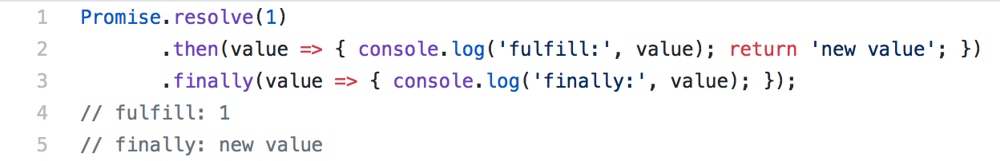 1 Promise.resolve(1)
2 .then(value => { console.log('fulfill:', value); return 'new value'; })
3 .finally(value => { console.log('finally:', value); });
4 // fulfill: 1
5 // finally: new value